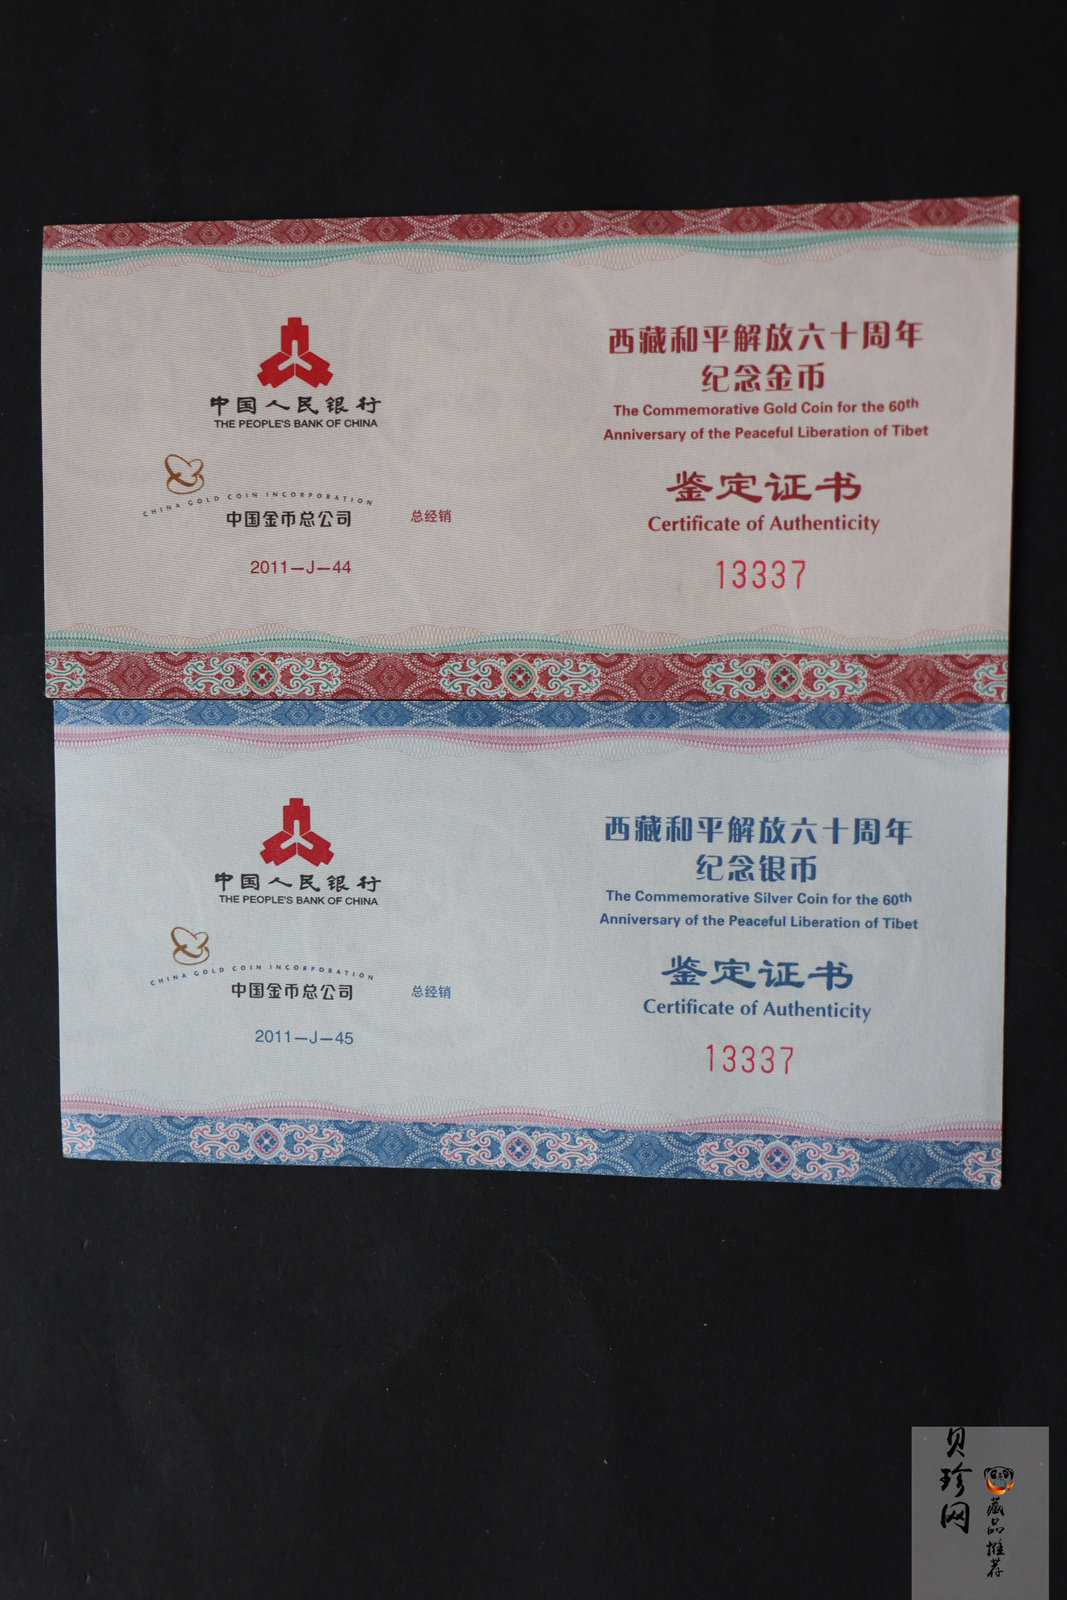 中国人民银行
THE PEOPLE'S BANK OF CHINA
CHINA GOLD COIN INCORPORATION
中国金币总公司
总经销
2011—J—44
西藏和平解放六十周年
纪念金币
The Commemorative Gold Coin for the 60th
Anniversary of the Peaceful Liberation of Tibet
鉴定证书
Certificate of Authenticity
13337
中国人民银行
THE PEOPLE'S BANK OF CHINA
CHINA GOLD COIN INCORPORATION
中国金币总公司
总经销
2011—J—45
西藏和平解放六十周年
纪念银币
The Commemorative Silver Coin for the 60th
Anniversary of the Peaceful Liberation of Tibet
鉴定证书
Certificate of Authenticity
13337
贝珍网
藏品推荐